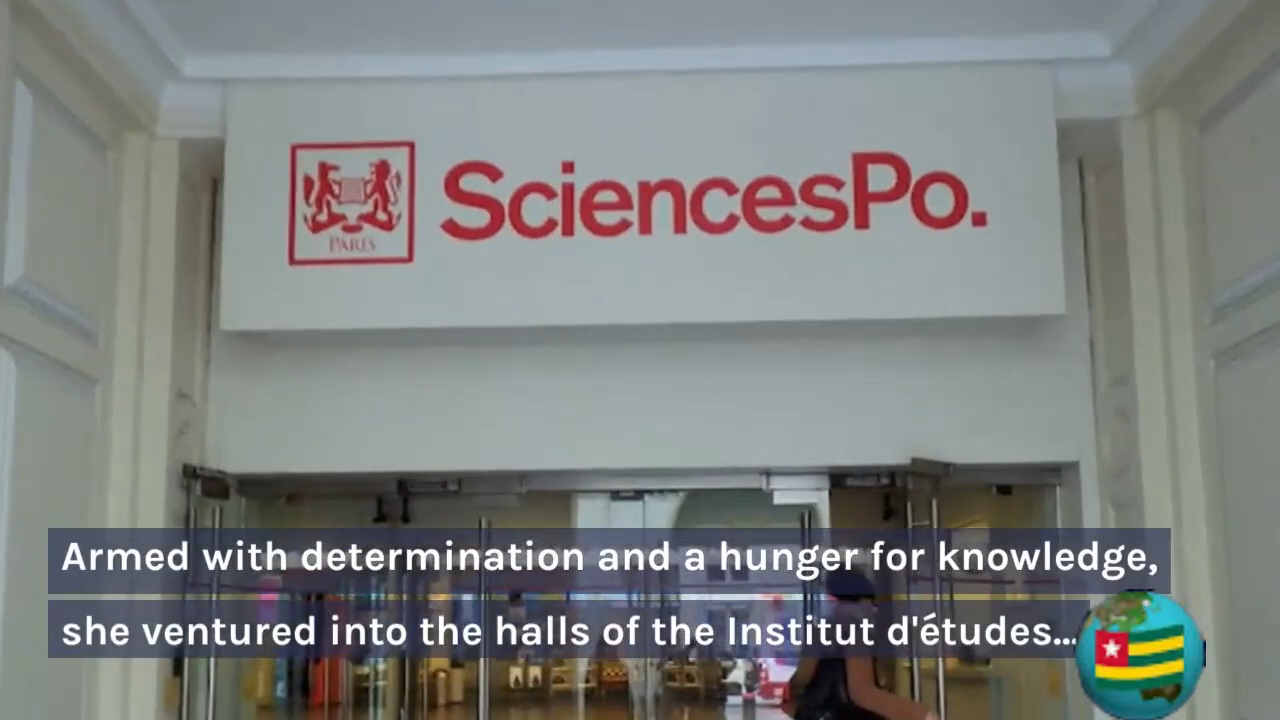 SciencesPo.
PARIS
Armed with determination and a hunger for knowledge,
she ventured into the halls of the Institut d'études...